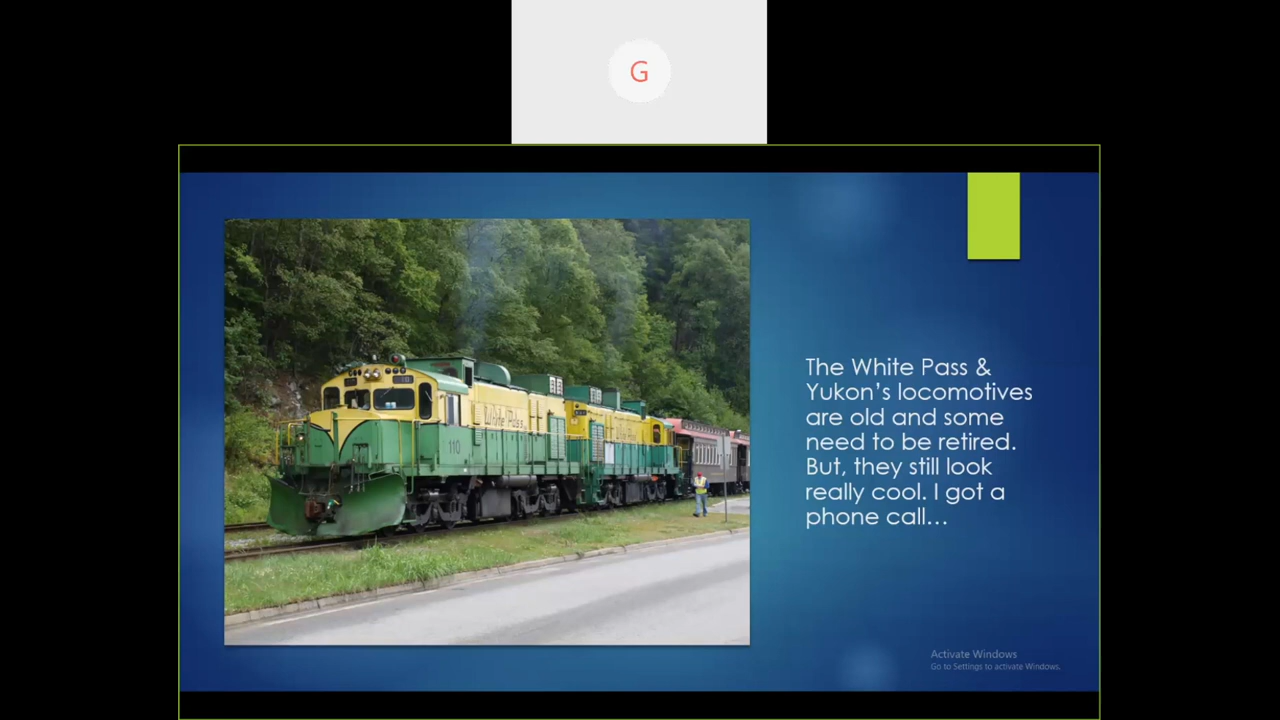 G
The White Pass &
Yukon’s locomotives
are old and some
need to be retired.
But, they still look
really cool. I got a
phone call…
White Pass
110
Activate Windows
Go to Settings to activate Windows.